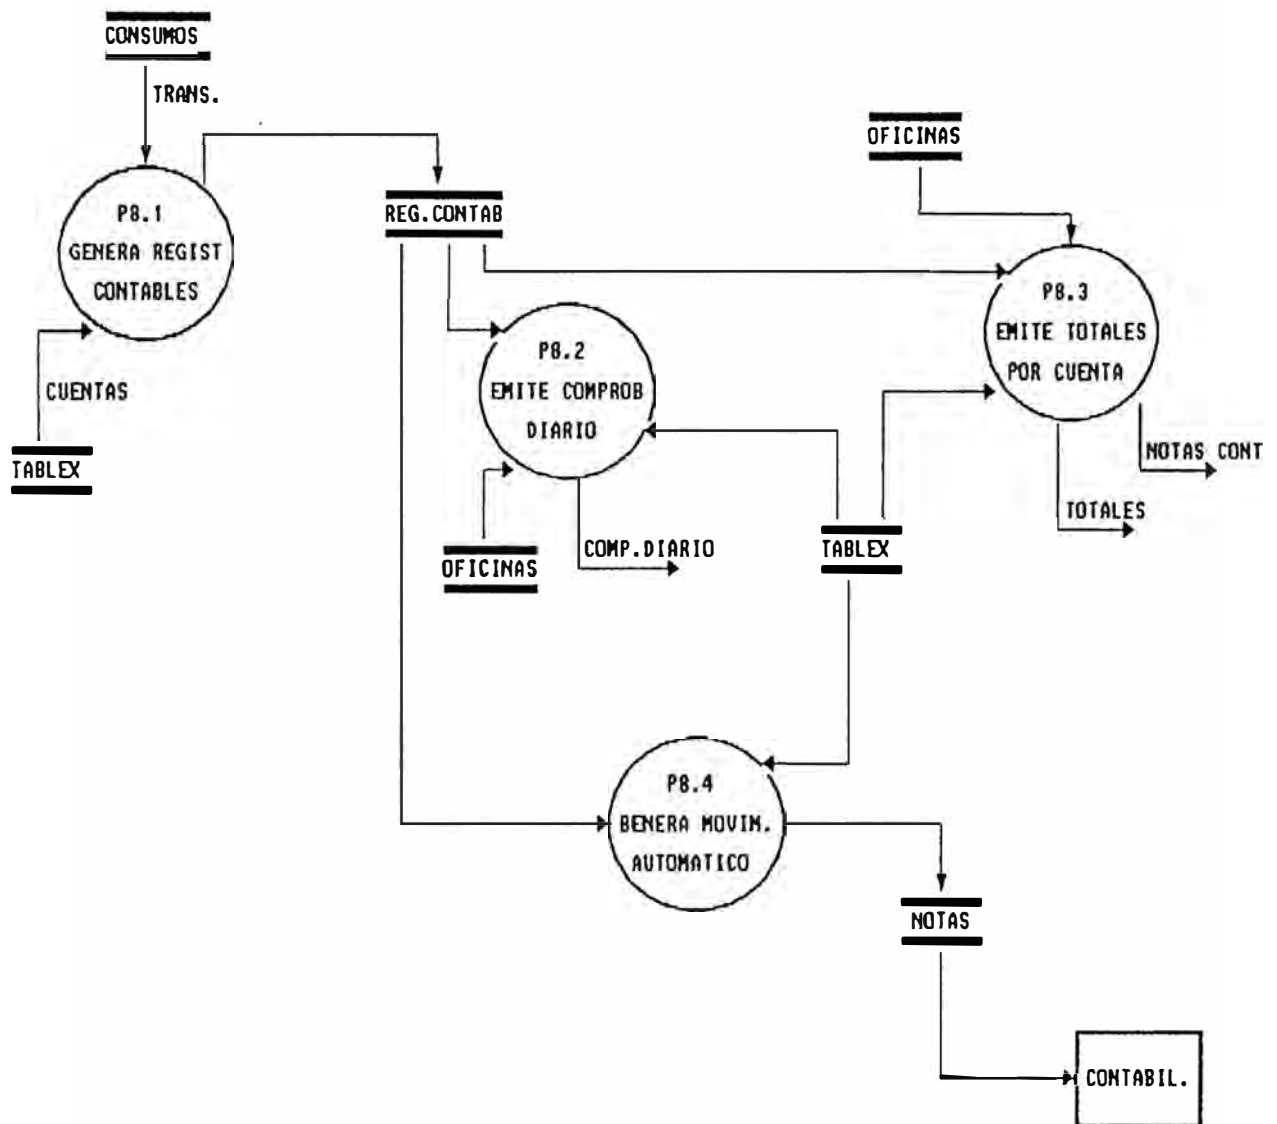 CONSUMOS
TRANS.
OFICINAS
P8.1
GENERA REGIST
CONTABLES
REG.CONTAB
P8.3
EMITE TOTALES
POR CUENTA
P8.2
EMITE COMPROB
DIARIO
CUENTAS
TABLEX
NOTAS CONT
TOTALES
OFICINAS
COMP.DIARIO
TABLEX
P8.4
BENERA MOVIM.
AUTOMATICO
NOTAS
CONTABIL.